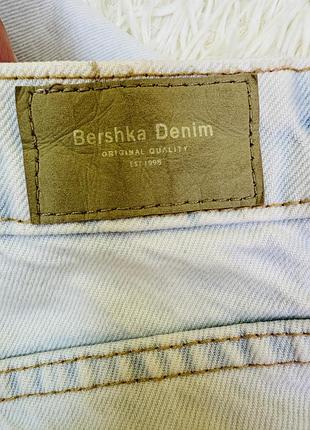 Bershka Denim
ORIGINAL QUALITY
EST 1998